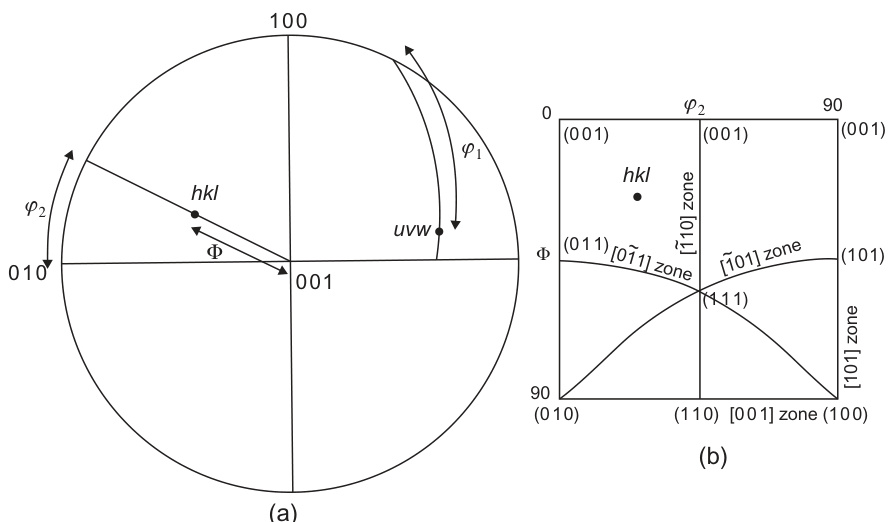 100
φ₂
hkl
Φ
φ₁
uvw
010
001
(a)
0
φ₂
90
(001)
(001)
(001)
hkl
[1̃10] zone
Φ
(011)
[01̃1] zone
[1̃01] zone
(101)
(111)
[101] zone
90
(010)
(110)
[001] zone
(100)
(b)